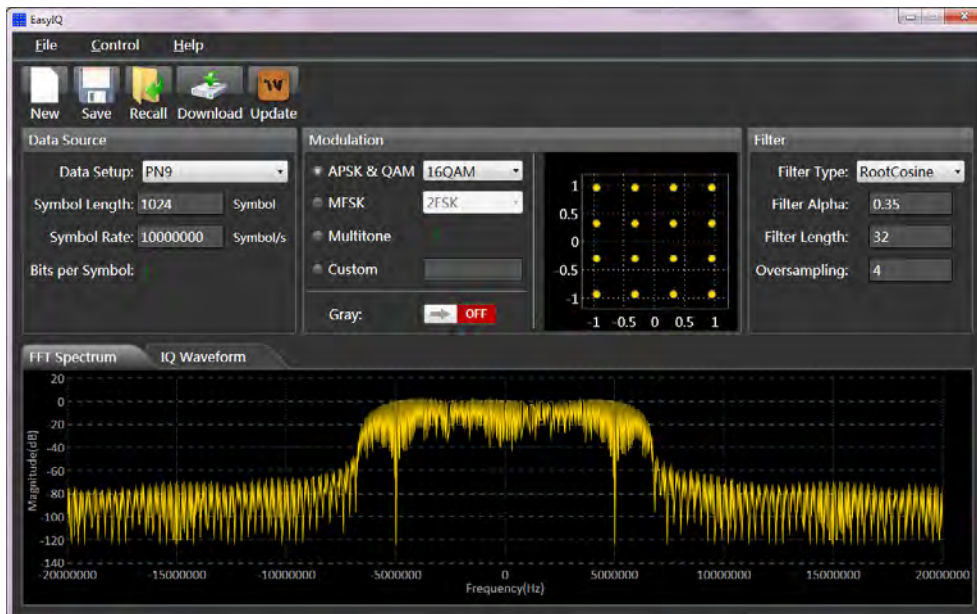 EasyIQ
File Control Help
New Save Recall Download Update
Data Source
Data Setup: PN9
Symbol Length: 1024 Symbol
Symbol Rate: 10000000 Symbol/s
Bits per Symbol:
Modulation
APSK & QAM 16QAM
MFSK 2FSK
Multitone
Custom
Gray: OFF
1
0.5
0
-0.5
-1
-1 -0.5 0 0.5 1
Filter
Filter Type: RootCosine
Filter Alpha: 0.35
Filter Length: 32
Oversampling: 4
FFT Spectrum IQ Waveform
Magnitude(dB)
20
0
-20
-40
-60
-80
-100
-120
-140
-20000000 -15000000 -10000000 -5000000 0 5000000 10000000 15000000 20000000
Frequency(Hz)